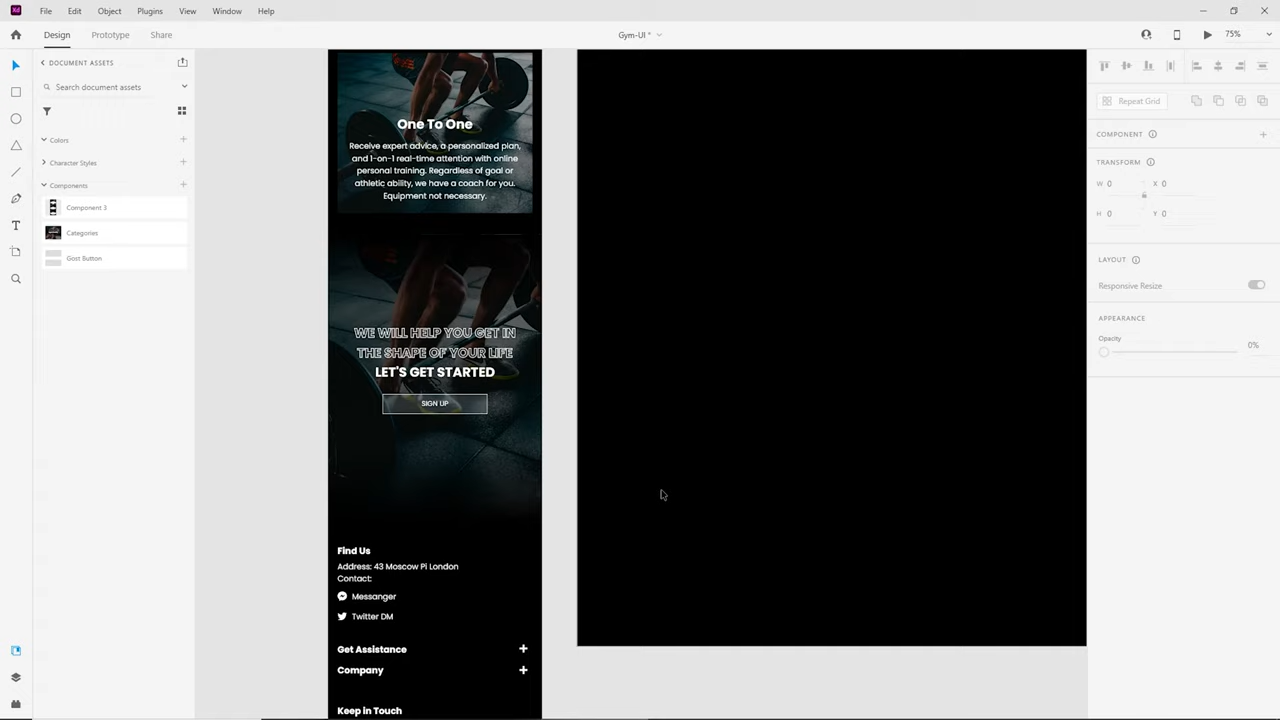 Xd File Edit Object Plugins View Window Help
Design Prototype Share Gym-UI * 75%
DOCUMENT ASSETS
Search document assets
Colors
Character Styles
Components
Component 3
Categories
Gost Button
One To One
Receive expert advice, a personalized plan,
and 1-on-1 real-time attention with online
personal training. Regardless of goal or
athletic ability, we have a coach for you.
Equipment not necessary.
WE WILL HELP YOU GET IN
THE SHAPE OF YOUR LIFE
LET'S GET STARTED
SIGN UP
Find Us
Address: 43 Moscow Pi London
Contact:
Messanger
Twitter DM
Get Assistance
Company
Keep in Touch
Repeat Grid
COMPONENT
TRANSFORM
W 0 X 0
H 0 Y 0
LAYOUT
Responsive Resize
APPEARANCE
Opacity
0%